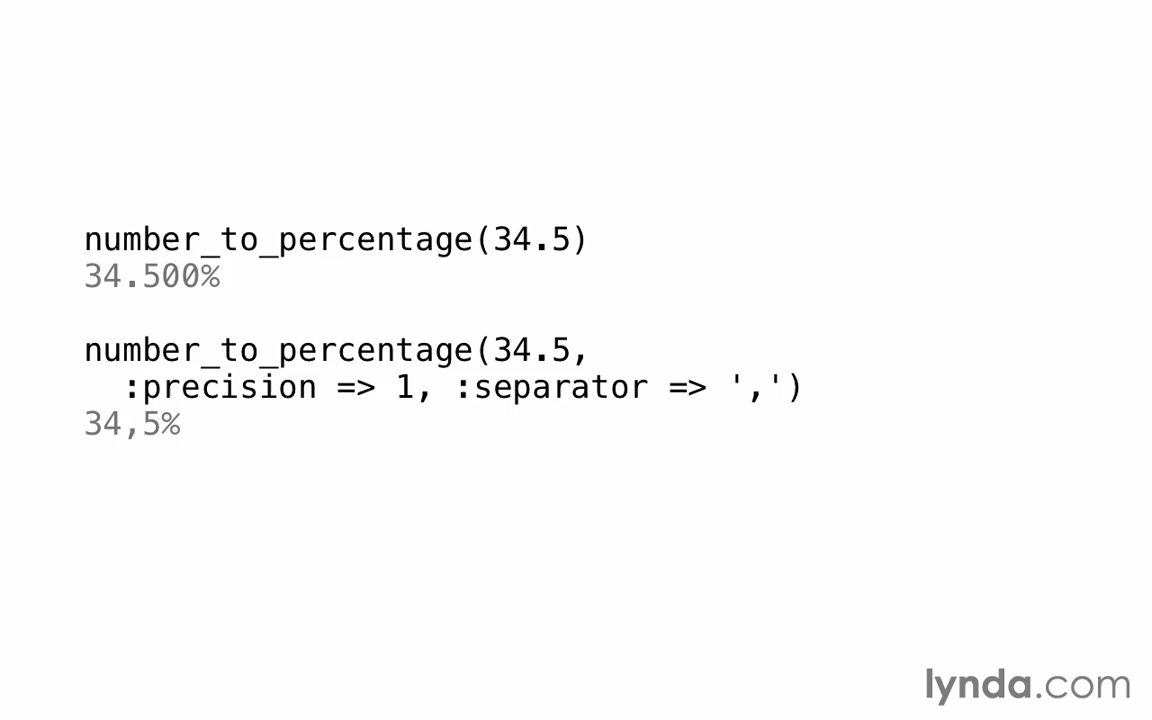 number_to_percentage(34.5)
34.500%
number_to_percentage(34.5,
  :precision => 1, :separator => ',')
34,5%
lynda.com